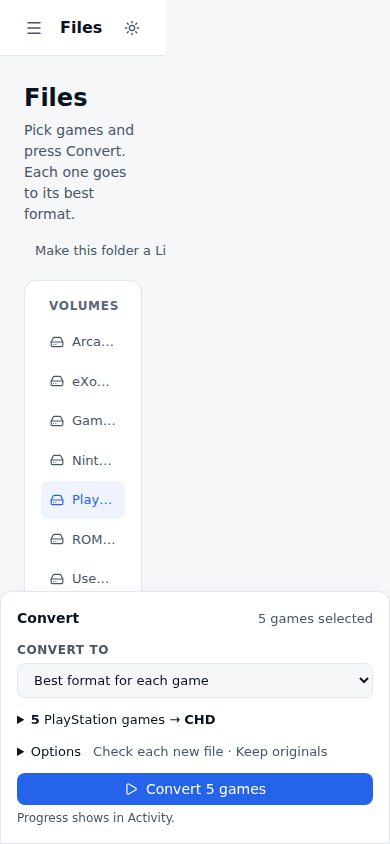 Files
Files
Pick games and
press Convert.
Each one goes
to its best
format.
Make this folder a Li
VOLUMES
Arca...
eXo...
Gam...
Nint...
Play...
ROM...
Use...
Convert
5 games selected
CONVERT TO
Best format for each game
5 PlayStation games → CHD
Options Check each new file · Keep originals
Convert 5 games
Progress shows in Activity.